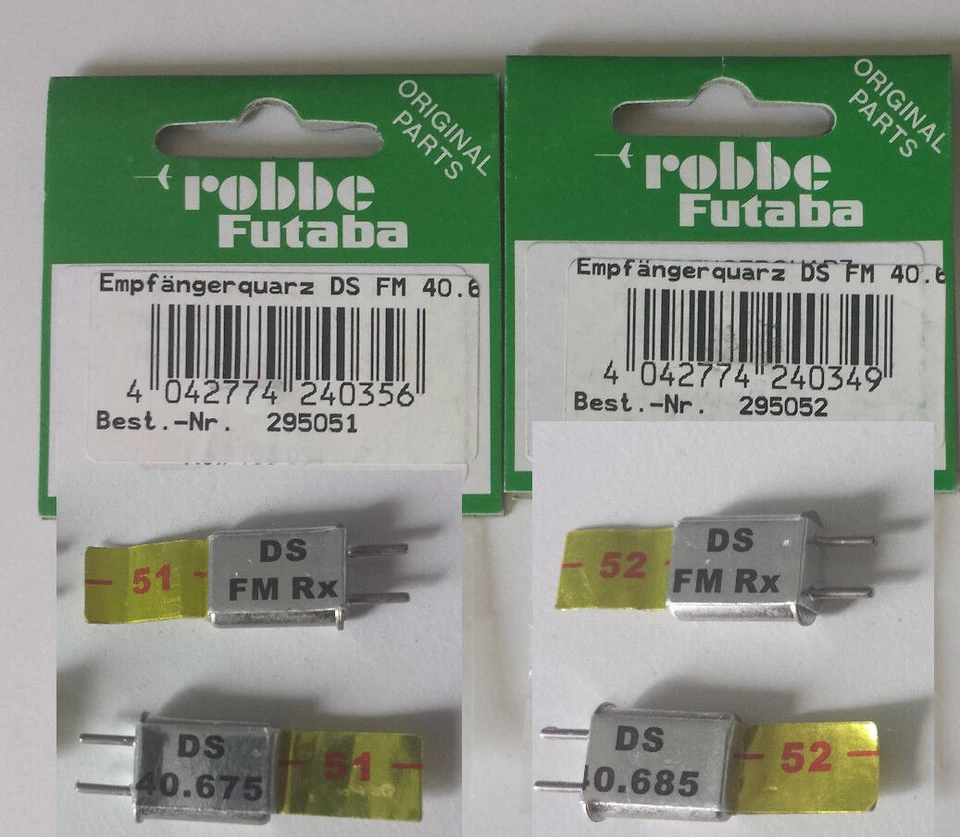 ORIGINAL
PARTS
robbe
Futaba
Empfängerquarz DS FM 40.6
4 042774 240356
Best.-Nr. 295051
51
DS
FM Rx
DS
40.675
51
ORIGINAL
PARTS
robbe
Futaba
Empfängerquarz DS FM 40.6
4 042774 240349
Best.-Nr. 295052
52
DS
FM Rx
DS
40.685
52